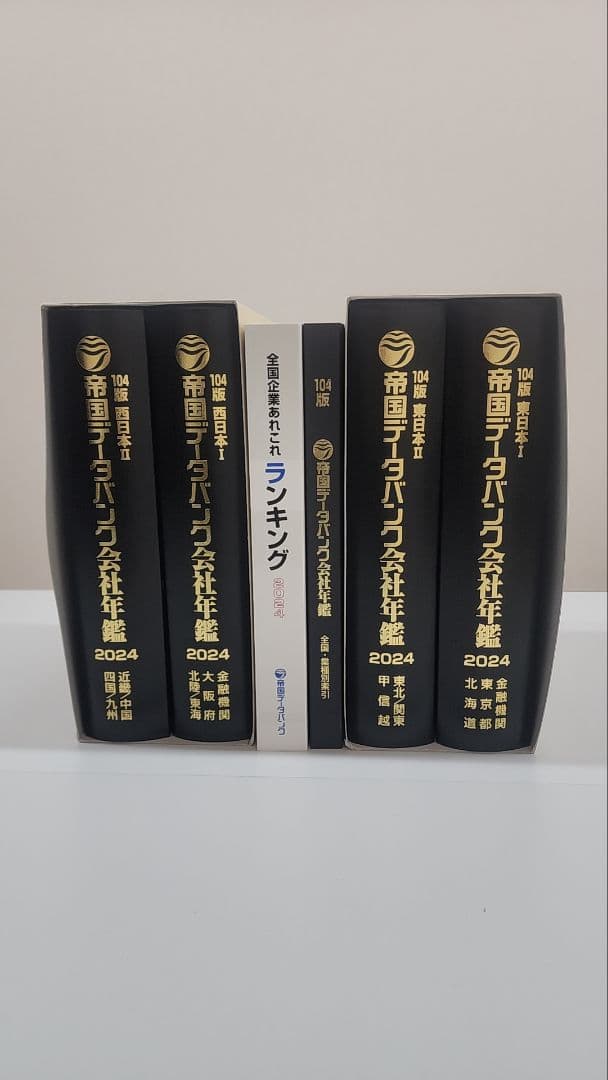 104版 西日本Ⅱ
帝国データバンク会社年鑑
2024
近畿/中国
四国/九州
104版 西日本Ⅰ
帝国データバンク会社年鑑
2024
金融機関
大阪府
北陸/東海
全国企業あれこれ
ランキング
2024
帝国データバンク
104版
帝国データバンク会社年鑑
全国・業種別索引
104版 東日本Ⅱ
帝国データバンク会社年鑑
2024
東北/関東
甲信越
104版 東日本Ⅰ
帝国データバンク会社年鑑
2024
金融機関
東京都
北海道